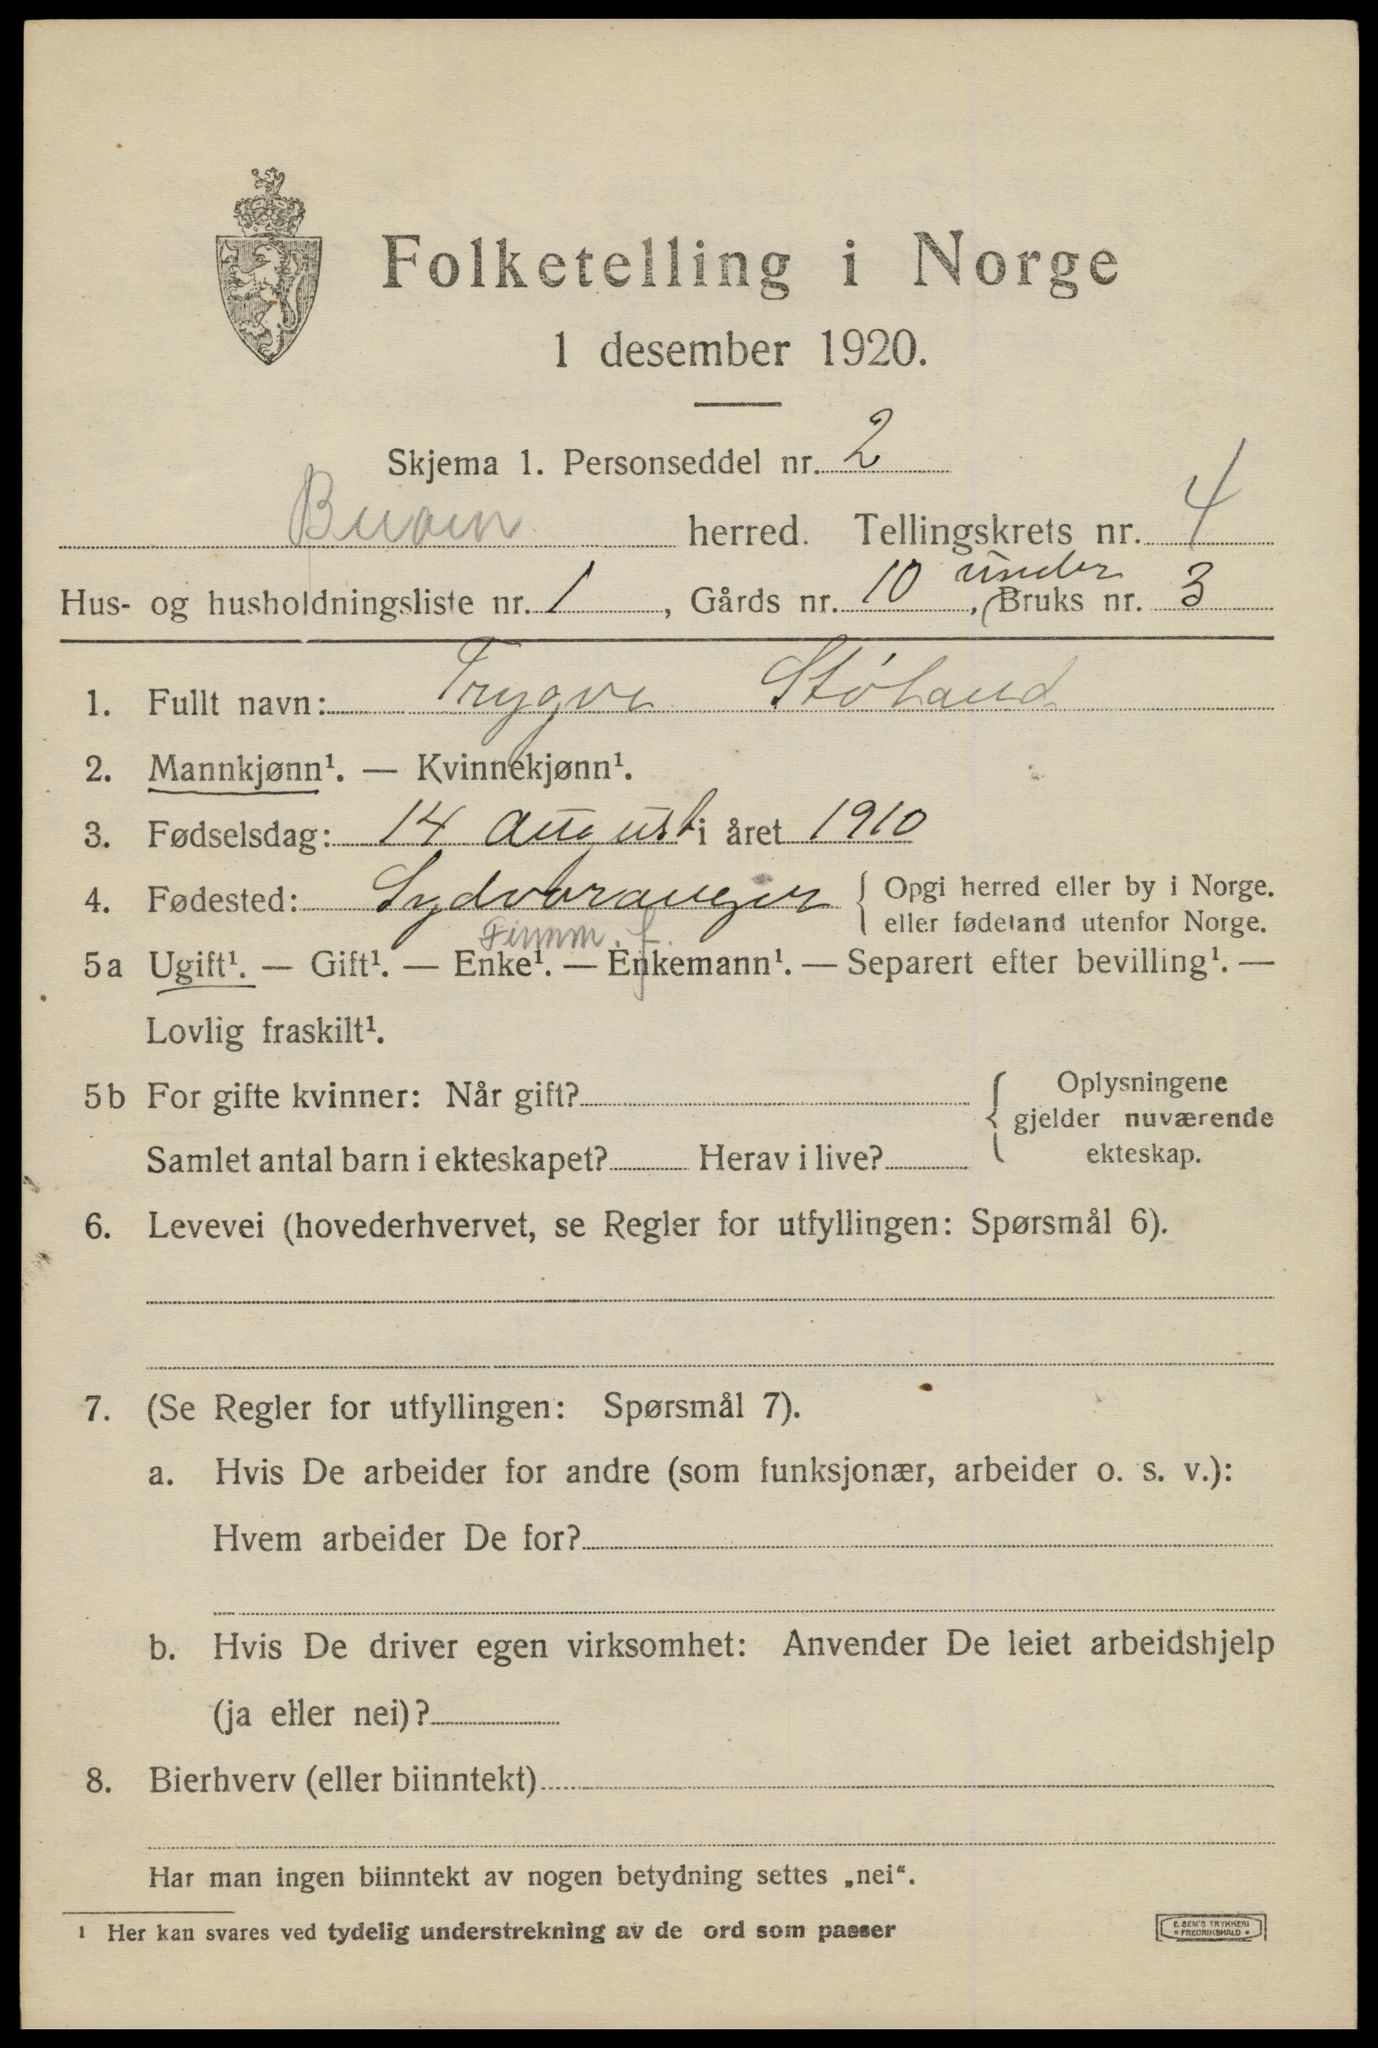 Folketelling i Norge
1 desember 1920.
Skjema 1. Personseddel nr. 2
herred. Tellingskrets nr. 4
under
Hus- og husholdningsliste nr. 1, Gårds nr. 10, (Bruks nr. 3
1. Fullt navn: Trygve Støland
2. Mannkjønn¹. — Kvinnekjønn¹.
3. Fødselsdag: 14 august i året 1910
4. Fødested: Sydvaranger { Opgi herred eller by i Norge.
eller fødeland utenfor Norge.
5a Ugift¹. — Gift¹. — Enke¹. — Enkemann¹. — Separert efter bevilling¹. —
Lovlig fraskilt¹.
5b For gifte kvinner: Når gift? { Oplysningene
gjelder nuværende
Samlet antal barn i ekteskapet? Herav i live? ekteskap.
6. Levevei (hovederhvervet, se Regler for utfyllingen: Spørsmål 6).
7. (Se Regler for utfyllingen: Spørsmål 7).
a. Hvis De arbeider for andre (som funksjonær, arbeider o. s. v.):
Hvem arbeider De for?
b. Hvis De driver egen virksomhet: Anvender De leiet arbeidshjelp
(ja eller nei)?
8. Bierhverv (eller biinntekt)
Har man ingen biinntekt av nogen betydning settes „nei“.
¹ Her kan svares ved tydelig understrekning av de ord som passer
E. SEM'S TRYKKERI
• FREDRIKSHALD •